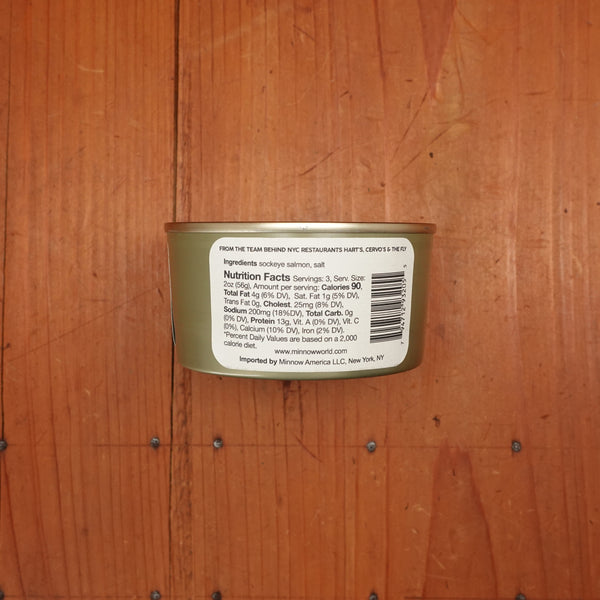 FROM THE TEAM BEHIND NYC RESTAURANTS HART'S, CERVO'S & THE FLY
Ingredients sockeye salmon, salt
Nutrition Facts Servings: 3, Serv. Size:
2oz (56g), Amount per serving: Calories 90,
Total Fat 4g (6% DV), Sat. Fat 1g (5% DV),
Trans Fat 0g, Cholest. 25mg (8% DV),
Sodium 200mg (18%DV), Total Carb. 0g
(0% DV), Protein 13g, Vit. A (0% DV), Vit. C
(0%), Calcium (10% DV), Iron (2% DV).
*Percent Daily Values are based on a 2,000
calorie diet.
www.minnowworld.com
Imported by Minnow America LLC, New York, NY